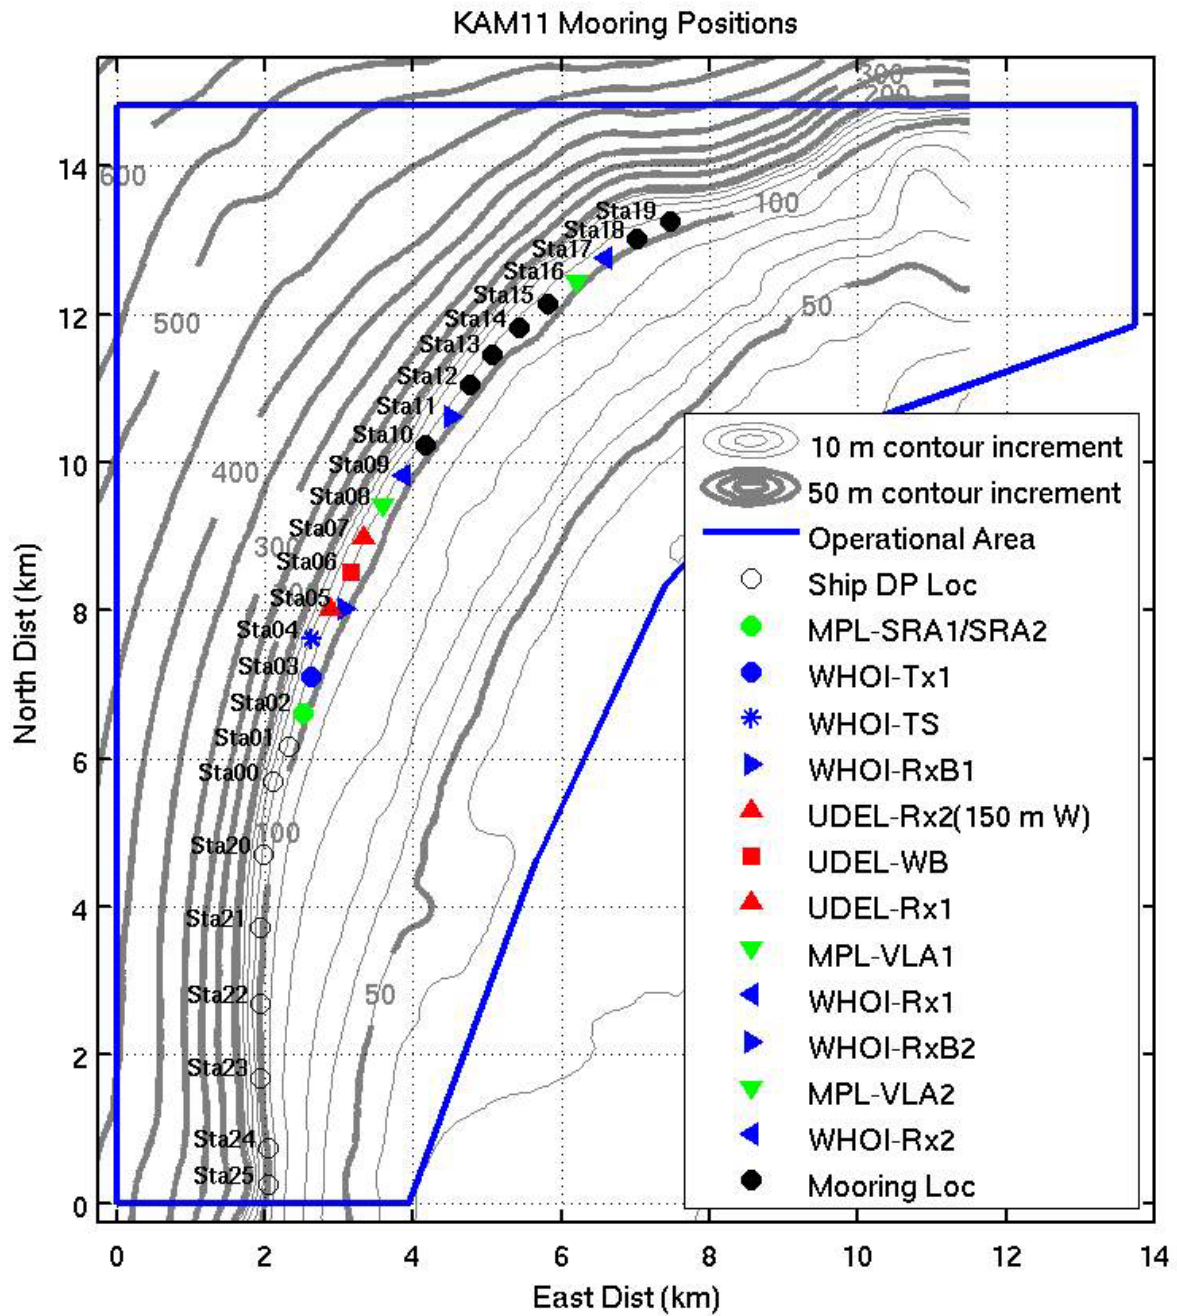 KAM11 Mooring Positions
300
200
14
600
100
Sta19
Sta18
Sta17
Sta16
Sta15
Sta14
Sta13
Sta12
Sta11
Sta10
Sta09
Sta08
Sta07
Sta06
Sta05
Sta04
Sta03
Sta02
Sta01
Sta00
Sta20
Sta21
Sta22
Sta23
Sta24
Sta25
12
500
50
10
400
300
8
6
100
4
50
2
0
North Dist (km)
10 m contour increment
50 m contour increment
Operational Area
Ship DP Loc
MPL-SRA1/SRA2
WHOI-Tx1
WHOI-TS
WHOI-RxB1
UDEL-Rx2(150 m W)
UDEL-WB
UDEL-Rx1
MPL-VLA1
WHOI-Rx1
WHOI-RxB2
MPL-VLA2
WHOI-Rx2
Mooring Loc
0 2 4 6 8 10 12 14
East Dist (km)